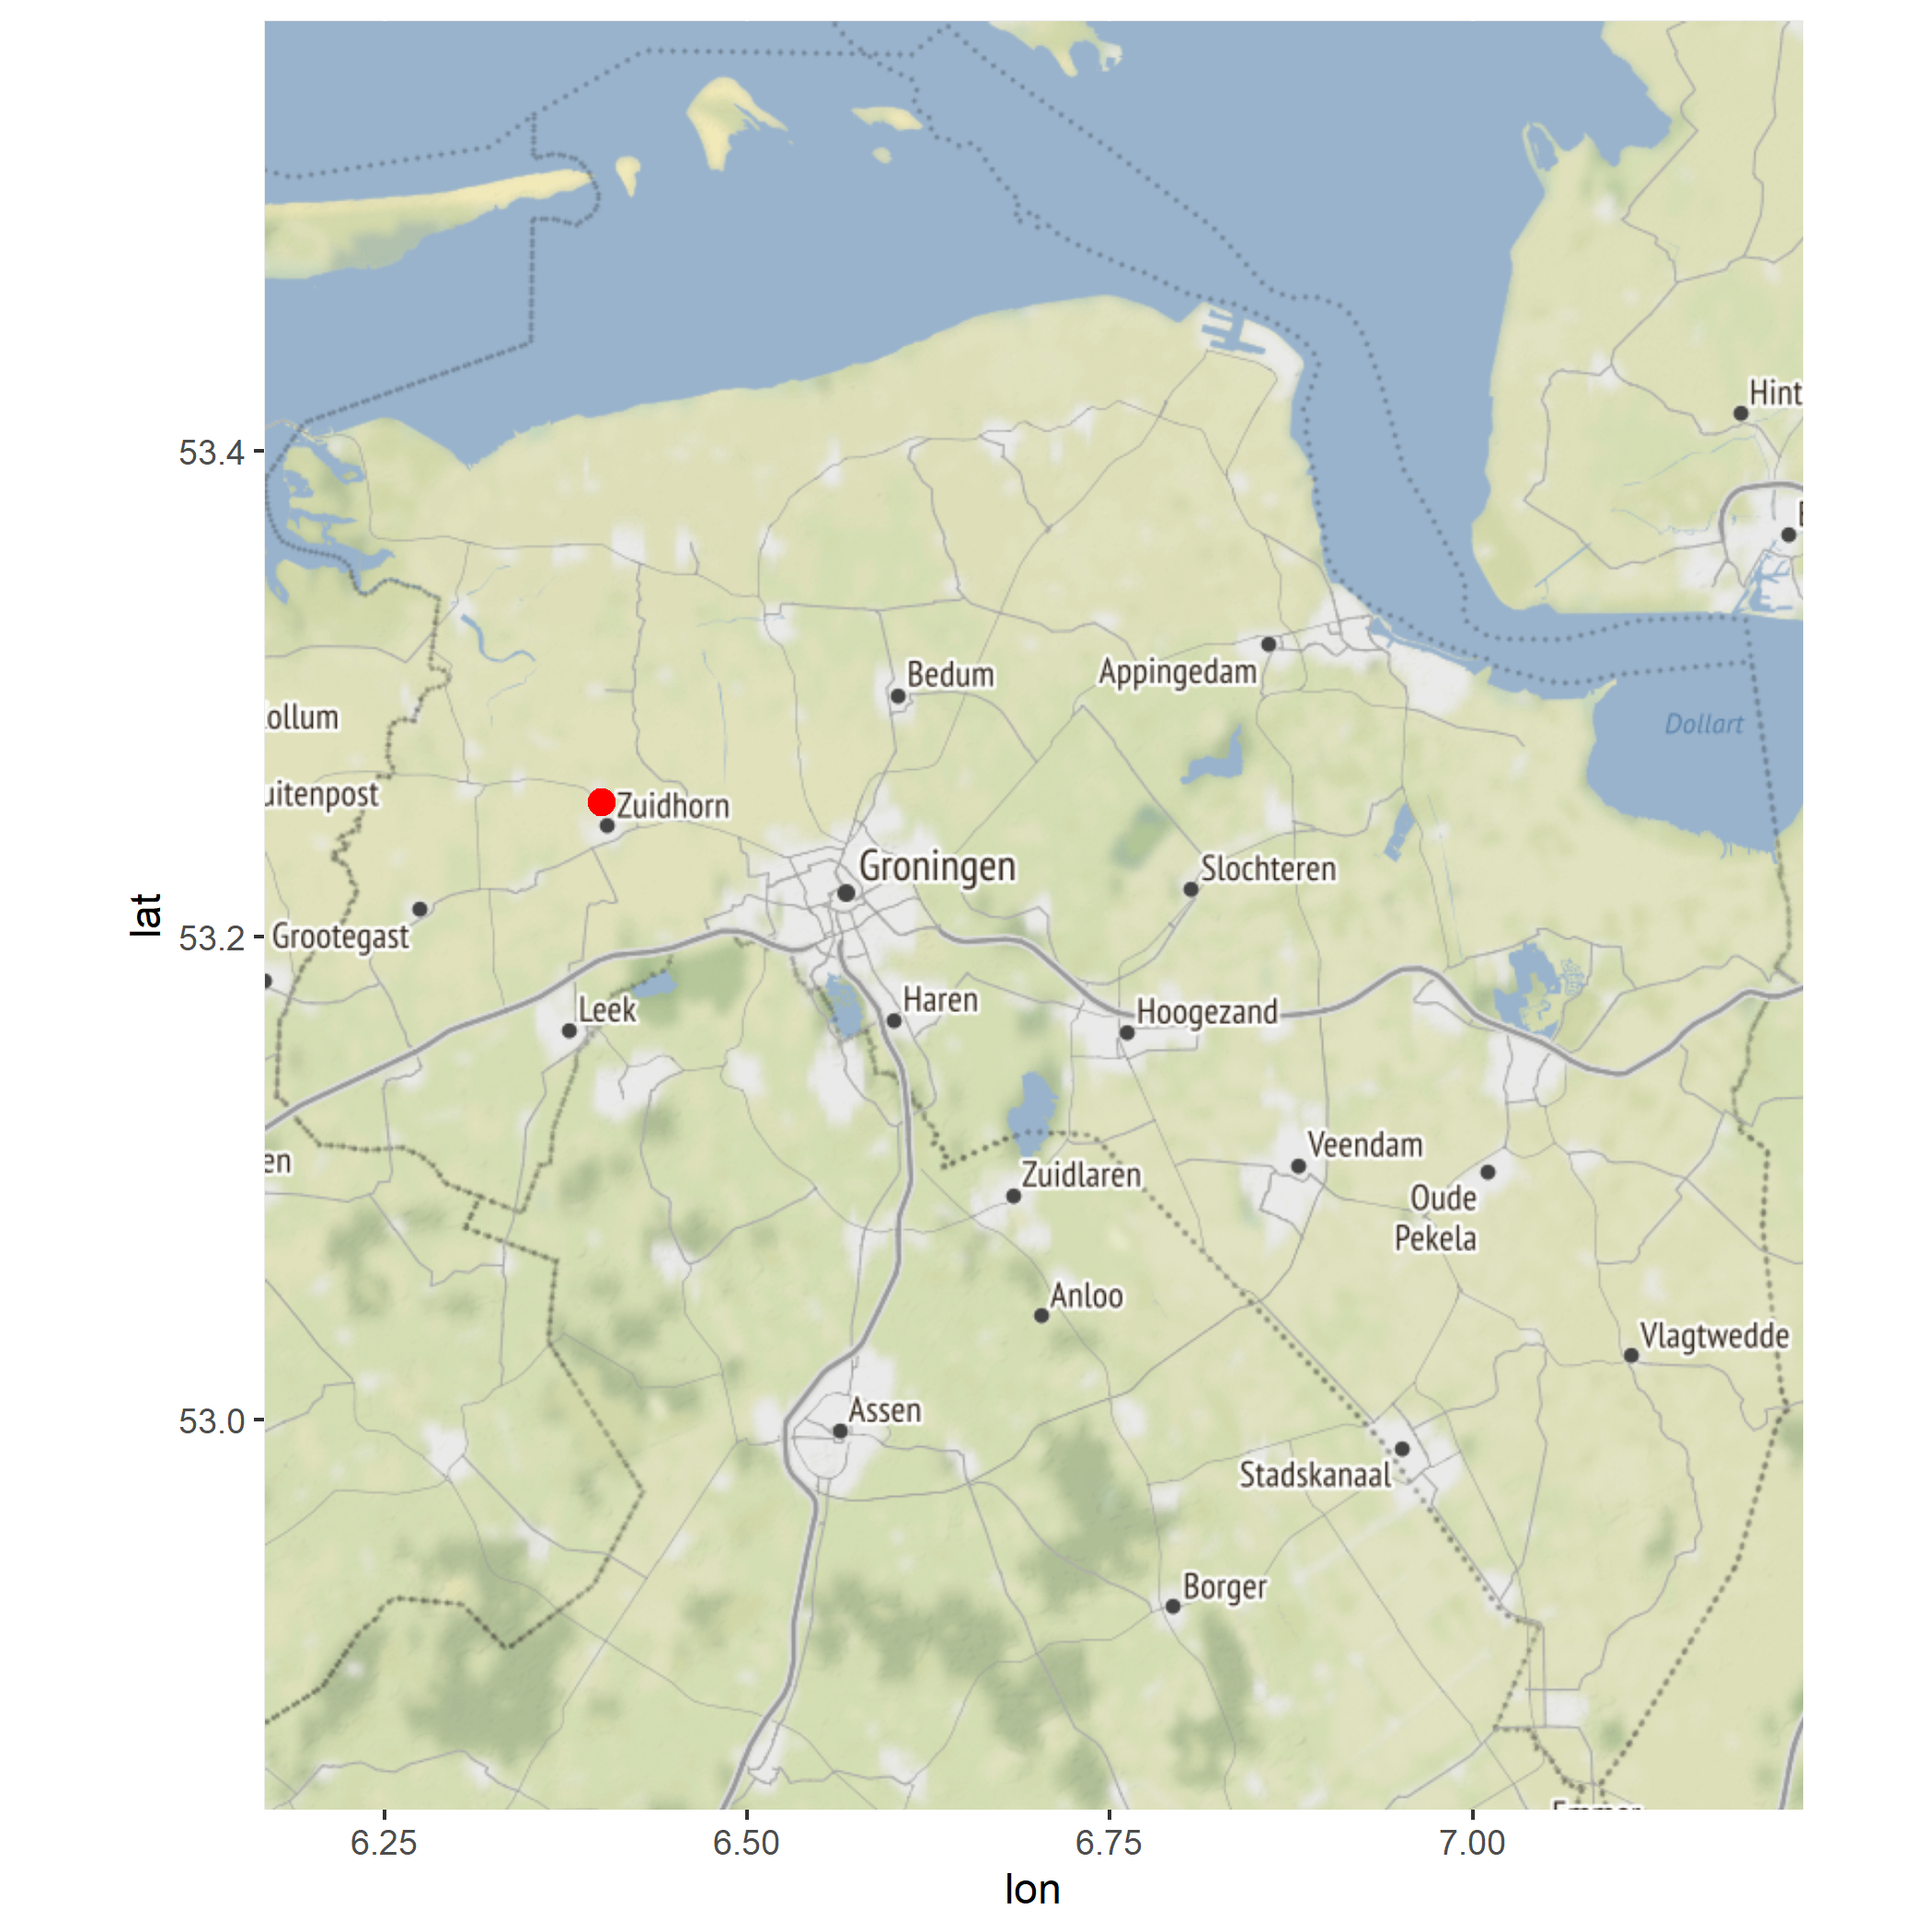 Hint
53.4
Bedum
Appingedam
ollum
Dollart
uitenpost
Zuidhorn
Groningen
Slochteren
lat
53.2
Grootegast
Leek
Haren
Hoogezand
Veendam
en
Zuidlaren
Oude
Pekela
Anloo
Vlagtwedde
53.0
Assen
Stadskanaal
Borger
6.25
6.50
6.75
7.00
lon